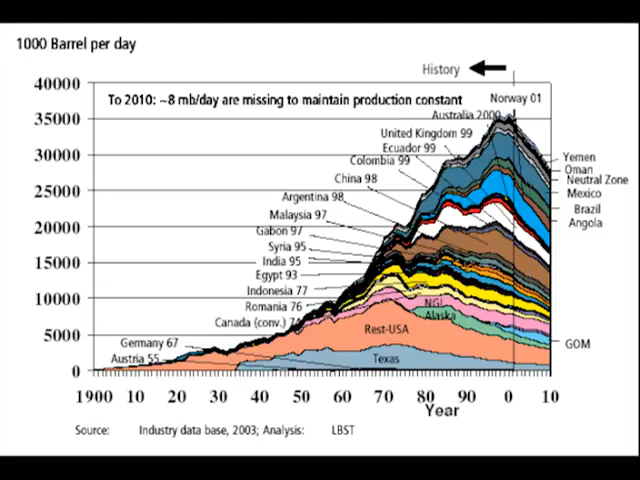 1000 Barrel per day
History
40000
To 2010: ~8 mb/day are missing to maintain production constant
Norway 01
35000
Australia 2000
United Kingdom 99
30000
Ecuador 99
Yemen
Colombia 99
Oman
China 98
Neutral Zone
25000
Mexico
Argentina 98
Brazil
Malaysia 97
Angola
20000
Gabon 97
Syria 95
15000
India 95
Egypt 93
Indonesia 77
10000
Romania 76
NGL
Canada (conv.) 74
Alaska
5000
Rest-USA
Germany 67
GOM
Austria 55
Texas
0
1900 10 20 30 40 50 60 70 80 90 0 10
Year
Source: Industry data base, 2003; Analysis: LBST